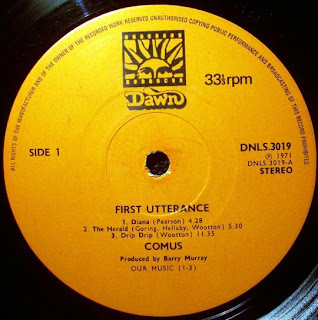 ALL RIGHTS OF THE MANUFACTURER AND OF THE OWNER OF THE RECORDED WORK RESERVED UNAUTHORISED COPYING PUBLIC PERFORMANCE AND BROADCASTING OF THIS RECORD PROHIBITED
Dawn
33⅓rpm
SIDE 1
DNLS.3019
Ⓟ 1971
DNLS.3019-A
STEREO
FIRST UTTERANCE
1. Diana (Pearson) 4.28
2. The Herald (Goring, Hellaby, Wootton) 5.30
3. Drip Drip (Wootton) 11.35
COMUS
Produced by Barry Murray
OUR MUSIC (1-3)